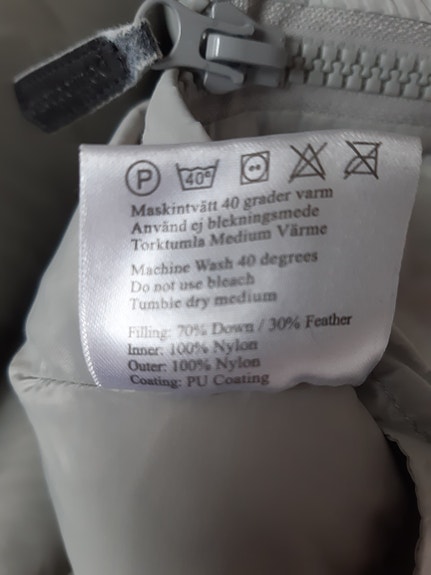 P 40°
Maskintvätt 40 grader varm
Använd ej blekningsmede
Torktumla Medium Värme
Machine Wash 40 degrees
Do not use bleach
Tumble dry medium
Filling: 70% Down / 30% Feather
Inner: 100% Nylon
Outer: 100% Nylon
Coating: PU Coating